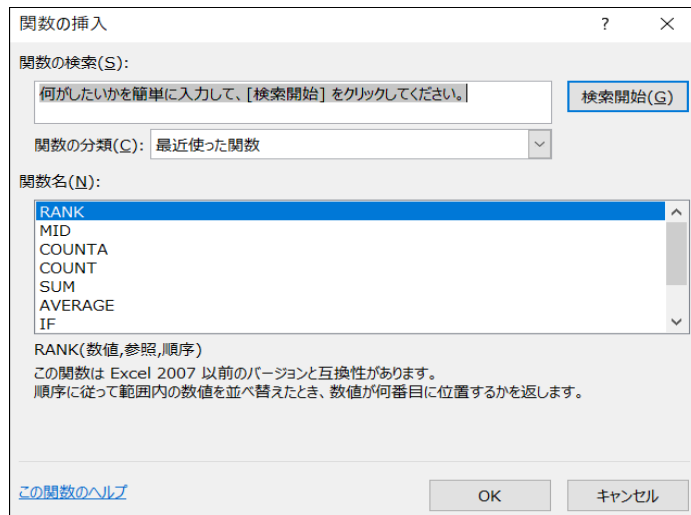 関数の挿入 ?
関数の検索(S):
何がしたいかを簡単に入力して、[検索開始] をクリックしてください。
検索開始(G)
関数の分類(C): 最近使った関数
関数名(N):
RANK
MID
COUNTA
COUNT
SUM
AVERAGE
IF
RANK(数値,参照,順序)
この関数は Excel 2007 以前のバージョンと互換性があります。
順序に従って範囲内の数値を並べ替えたとき、数値が何番目に位置するかを返します。
この関数のヘルプ
OK
キャンセル